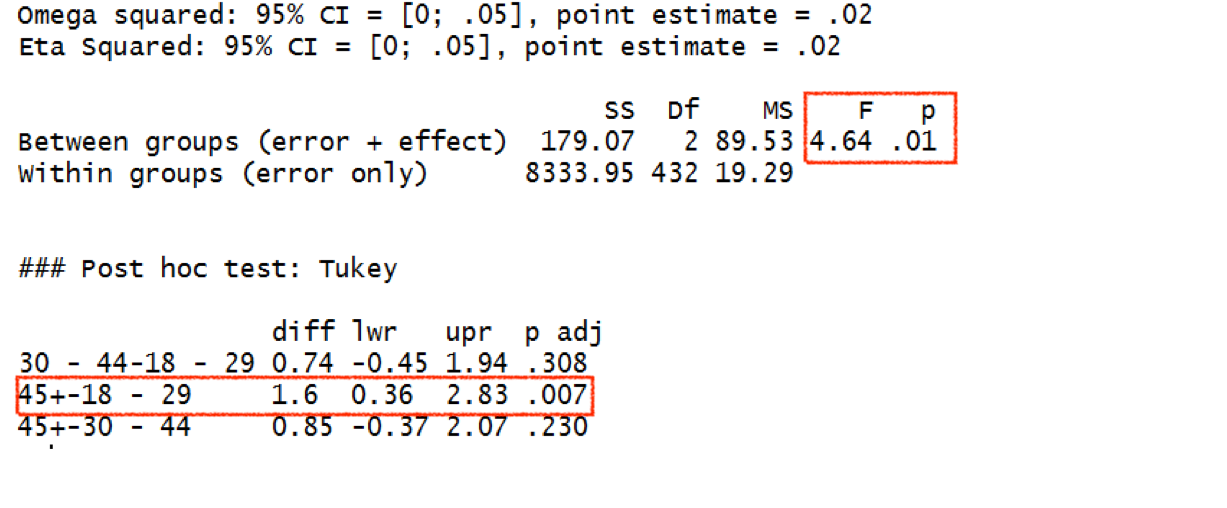 Omega squared: 95% CI = [0; .05], point estimate = .02
Eta Squared: 95% CI = [0; .05], point estimate = .02
SS Df MS F p
Between groups (error + effect) 179.07 2 89.53 4.64 .01
Within groups (error only) 8333.95 432 19.29
### Post hoc test: Tukey
diff lwr upr p adj
30 - 44-18 - 29 0.74 -0.45 1.94 .308
45+-18 - 29 1.6 0.36 2.83 .007
45+-30 - 44 0.85 -0.37 2.07 .230